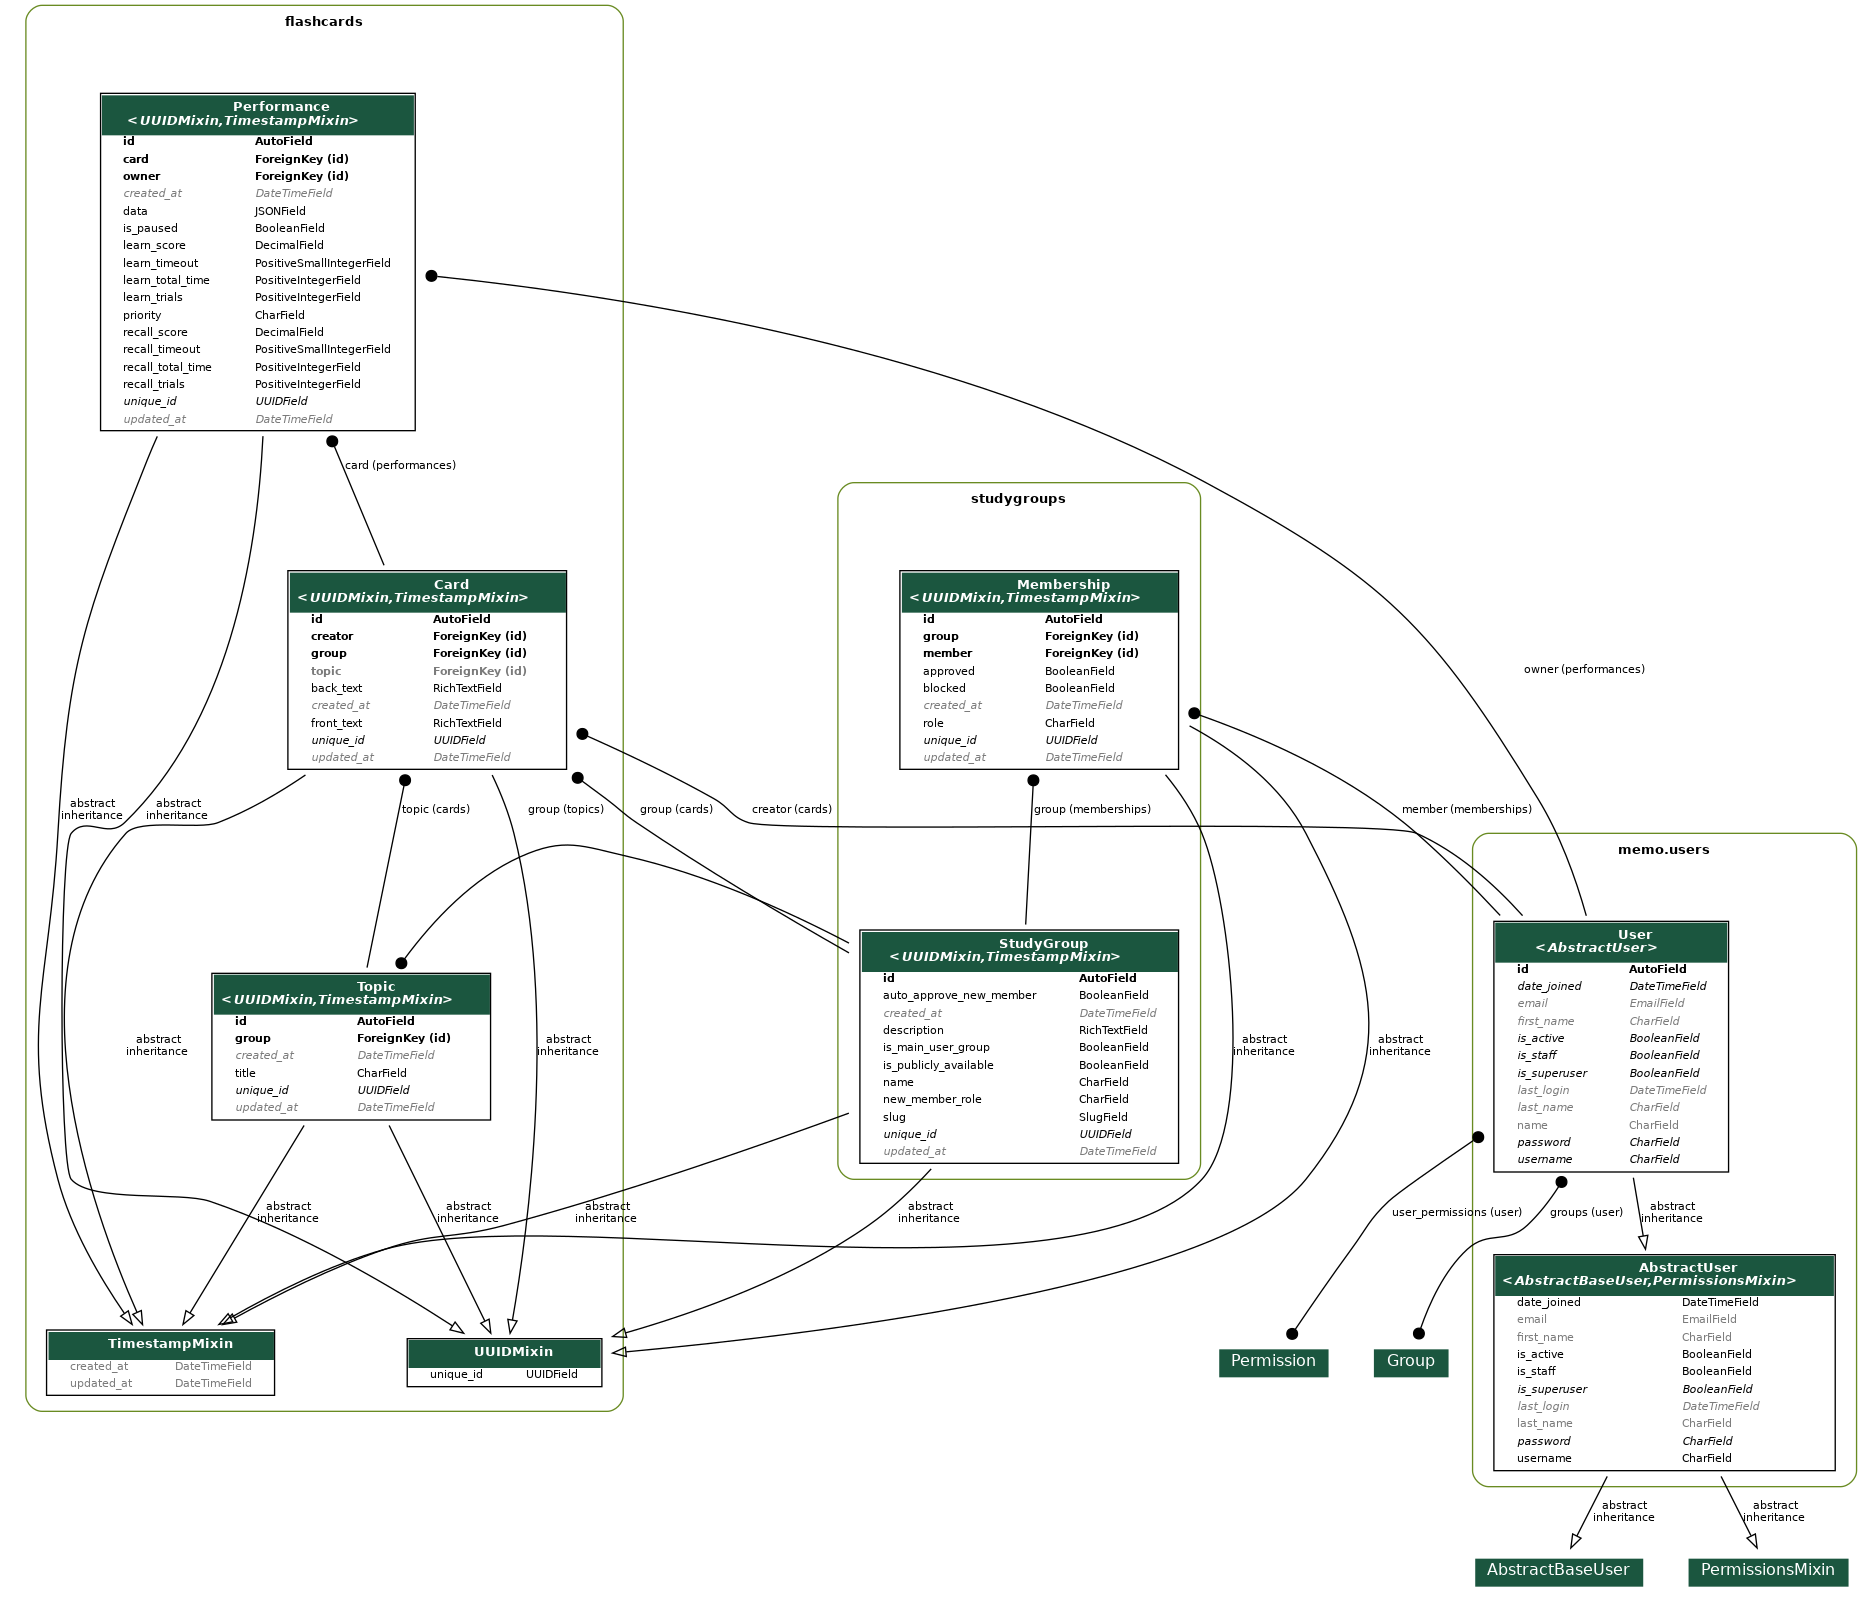 flashcards
Performance
<UUIDMixin,TimestampMixin>
id AutoField
card ForeignKey (id)
owner ForeignKey (id)
created_at DateTimeField
data JSONField
is_paused BooleanField
learn_score DecimalField
learn_timeout PositiveSmallIntegerField
learn_total_time PositiveIntegerField
learn_trials PositiveIntegerField
priority CharField
recall_score DecimalField
recall_timeout PositiveSmallIntegerField
recall_total_time PositiveIntegerField
recall_trials PositiveIntegerField
unique_id UUIDField
updated_at DateTimeField
card (performances)
Card
<UUIDMixin,TimestampMixin>
id AutoField
creator ForeignKey (id)
group ForeignKey (id)
topic ForeignKey (id)
back_text RichTextField
created_at DateTimeField
front_text RichTextField
unique_id UUIDField
updated_at DateTimeField
abstract
inheritance
abstract
inheritance
topic (cards)
group (topics)
group (cards)
creator (cards)
Topic
<UUIDMixin,TimestampMixin>
id AutoField
group ForeignKey (id)
created_at DateTimeField
title CharField
unique_id UUIDField
updated_at DateTimeField
abstract
inheritance
abstract
inheritance
abstract
inheritance
abstract
inheritance
abstract
inheritance
TimestampMixin
created_at DateTimeField
updated_at DateTimeField
UUIDMixin
unique_id UUIDField
studygroups
Membership
<UUIDMixin,TimestampMixin>
id AutoField
group ForeignKey (id)
member ForeignKey (id)
approved BooleanField
blocked BooleanField
created_at DateTimeField
role CharField
unique_id UUIDField
updated_at DateTimeField
group (memberships)
StudyGroup
<UUIDMixin,TimestampMixin>
id AutoField
auto_approve_new_member BooleanField
created_at DateTimeField
description RichTextField
is_main_user_group BooleanField
is_publicly_available BooleanField
name CharField
new_member_role CharField
slug SlugField
unique_id UUIDField
updated_at DateTimeField
abstract
inheritance
abstract
inheritance
abstract
inheritance
owner (performances)
member (memberships)
memo.users
User
<AbstractUser>
id AutoField
date_joined DateTimeField
email EmailField
first_name CharField
is_active BooleanField
is_staff BooleanField
is_superuser BooleanField
last_login DateTimeField
last_name CharField
name CharField
password CharField
username CharField
user_permissions (user)
groups (user)
abstract
inheritance
Permission
Group
AbstractUser
<AbstractBaseUser,PermissionsMixin>
date_joined DateTimeField
email EmailField
first_name CharField
is_active BooleanField
is_staff BooleanField
is_superuser BooleanField
last_login DateTimeField
last_name CharField
password CharField
username CharField
abstract
inheritance
abstract
inheritance
AbstractBaseUser
PermissionsMixin